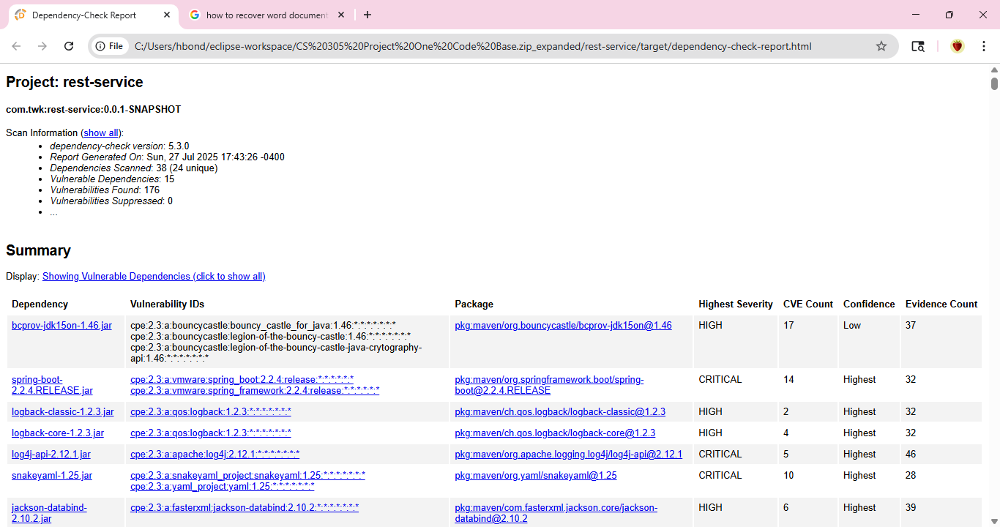 Dependency-Check Report
how to recover word document
File
C:/Users/hbond/eclipse-workspace/CS%20305%20Project%20One%20Code%20Base.zip_expanded/rest-service/target/dependency-check-report.html
Project: rest-service
com.twk:rest-service:0.0.1-SNAPSHOT
Scan Information (show all):
• dependency-check version: 5.3.0
• Report Generated On: Sun, 27 Jul 2025 17:43:26 -0400
• Dependencies Scanned: 38 (24 unique)
• Vulnerable Dependencies: 15
• Vulnerabilities Found: 176
• Vulnerabilities Suppressed: 0
• ...
Summary
Display: Showing Vulnerable Dependencies (click to show all)
Dependency Vulnerability IDs Package Highest Severity CVE Count Confidence Evidence Count
bcprov-jdk15on-1.46.jar cpe:2.3:a:bouncycastle:bouncy_castle_for_java:1.46:*:*:*:*:*:*:* pkg:maven/org.bouncycastle/bcprov-jdk15on@1.46 HIGH 17 Low 37
cpe:2.3:a:bouncycastle:legion-of-the-bouncy-castle:1.46:*:*:*:*:*:*:*
cpe:2.3:a:bouncycastle:legion-of-the-bouncy-castle-java-crytography-
api:1.46:*:*:*:*:*:*:*
spring-boot- cpe:2.3:a:vmware:spring_boot:2.2.4:release:*:*:*:*:*:* pkg:maven/org.springframework.boot/spring- CRITICAL 14 Highest 32
2.2.4.RELEASE.jar cpe:2.3:a:vmware:spring_framework:2.2.4:release:*:*:*:*:*:* boot@2.2.4.RELEASE
logback-classic-1.2.3.jar cpe:2.3:a:qos:logback:1.2.3:*:*:*:*:*:*:* pkg:maven/ch.qos.logback/logback-classic@1.2.3 HIGH 2 Highest 32
logback-core-1.2.3.jar cpe:2.3:a:qos:logback:1.2.3:*:*:*:*:*:*:* pkg:maven/ch.qos.logback/logback-core@1.2.3 HIGH 4 Highest 32
log4j-api-2.12.1.jar cpe:2.3:a:apache:log4j:2.12.1:*:*:*:*:*:*:* pkg:maven/org.apache.logging.log4j/log4j-api@2.12.1 CRITICAL 5 Highest 46
snakeyaml-1.25.jar cpe:2.3:a:snakeyaml_project:snakeyaml:1.25:*:*:*:*:*:*:* pkg:maven/org.yaml/snakeyaml@1.25 CRITICAL 10 Highest 28
cpe:2.3:a:yaml_project:yaml:1.25:*:*:*:*:*:*:*
jackson-databind- cpe:2.3:a:fasterxml:jackson-databind:2.10.2:*:*:*:*:*:*:* pkg:maven/com.fasterxml.jackson.core/jackson- HIGH 6 Highest 39
2.10.2.jar databind@2.10.2